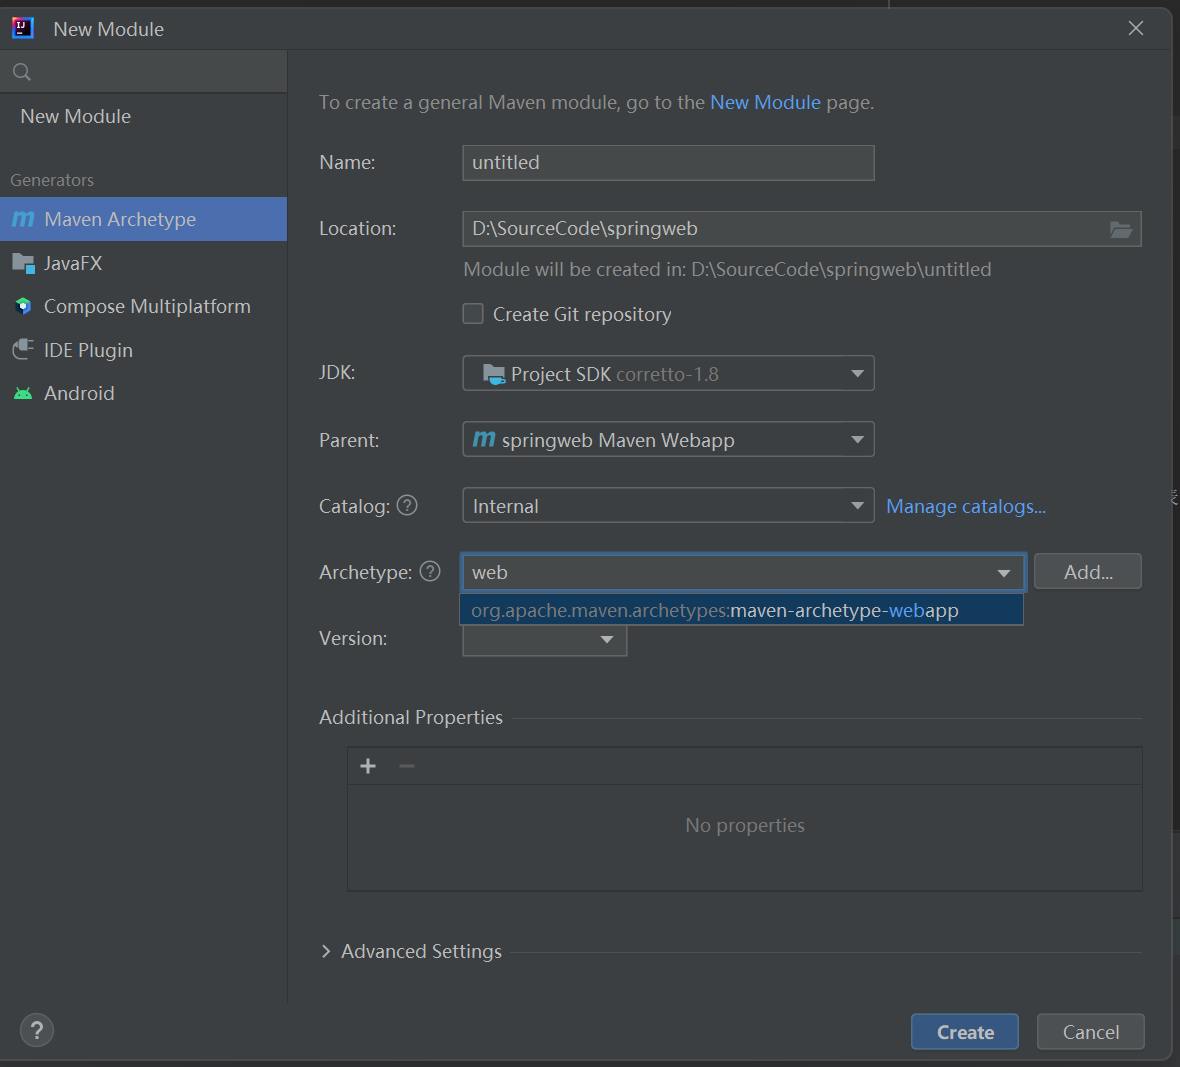 New Module
New Module
Generators
Maven Archetype
JavaFX
Compose Multiplatform
IDE Plugin
Android
To create a general Maven module, go to the New Module page.
Name: untitled
Location: D:\SourceCode\springweb
Module will be created in: D:\SourceCode\springweb\untitled
Create Git repository
JDK: Project SDK corretto-1.8
Parent: m springweb Maven Webapp
Catalog: ? Internal Manage catalogs...
Archetype: ? web Add...
org.apache.maven.archetypes:maven-archetype-webapp
Version:
Additional Properties
+ −
No properties
Advanced Settings
? Create Cancel